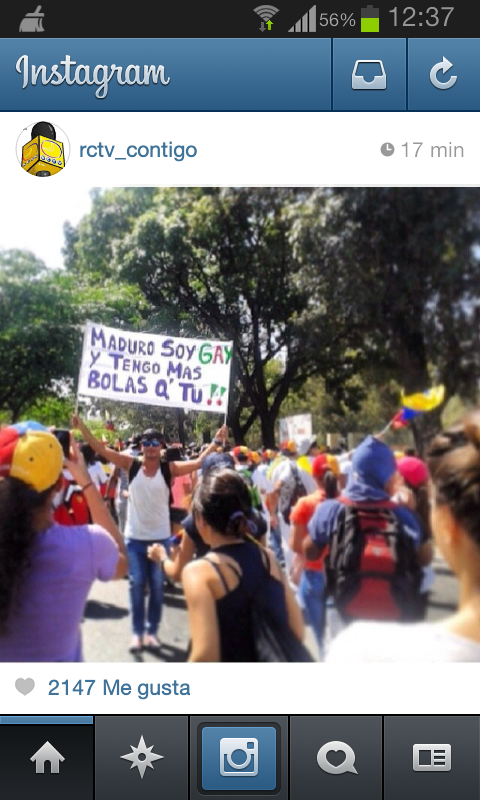 56% 12:37
Instagram
rctv_contigo 17 min
MADURO SOY GAY
Y TENGO MAS
BOLAS Q' TU !!
2147 Me gusta